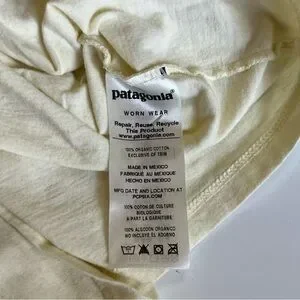 patagonia®
WORN WEAR
Repair, Reuse, Recycle
This Product
www.patagonia.com
100% ORGANIC COTTON
EXCLUSIVE OF TRIM
MADE IN MEXICO
FABRIQUÉ AU MEXIQUE
HECHO EN MEXICO
MFG DATE AND LOCATION AT
PCPSIA.COM
100% COTON DE CULTURE
BIOLOGIQUE
À PART LA GARNITURE
100% ALGODÓN ORGANICO
NO INCLUYE EL ADORNO